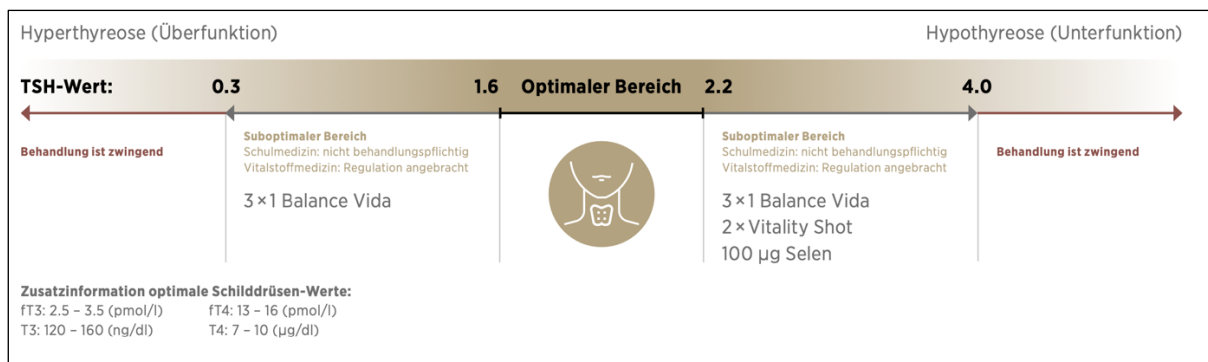 Hyperthyreose (Überfunktion)
Hypothyreose (Unterfunktion)
TSH-Wert: 0.3 1.6 Optimaler Bereich 2.2 4.0
Behandlung ist zwingend
Suboptimaler Bereich
Schulmedizin: nicht behandlungspflichtig
Vitalstoffmedizin: Regulation angebracht
3 × 1 Balance Vida
Suboptimaler Bereich
Schulmedizin: nicht behandlungspflichtig
Vitalstoffmedizin: Regulation angebracht
3 × 1 Balance Vida
2 × Vitality Shot
100 µg Selen
Behandlung ist zwingend
Zusatzinformation optimale Schilddrüsen-Werte:
fT3: 2.5 – 3.5 (pmol/l) fT4: 13 – 16 (pmol/l)
T3: 120 – 160 (ng/dl) T4: 7 – 10 (µg/dl)